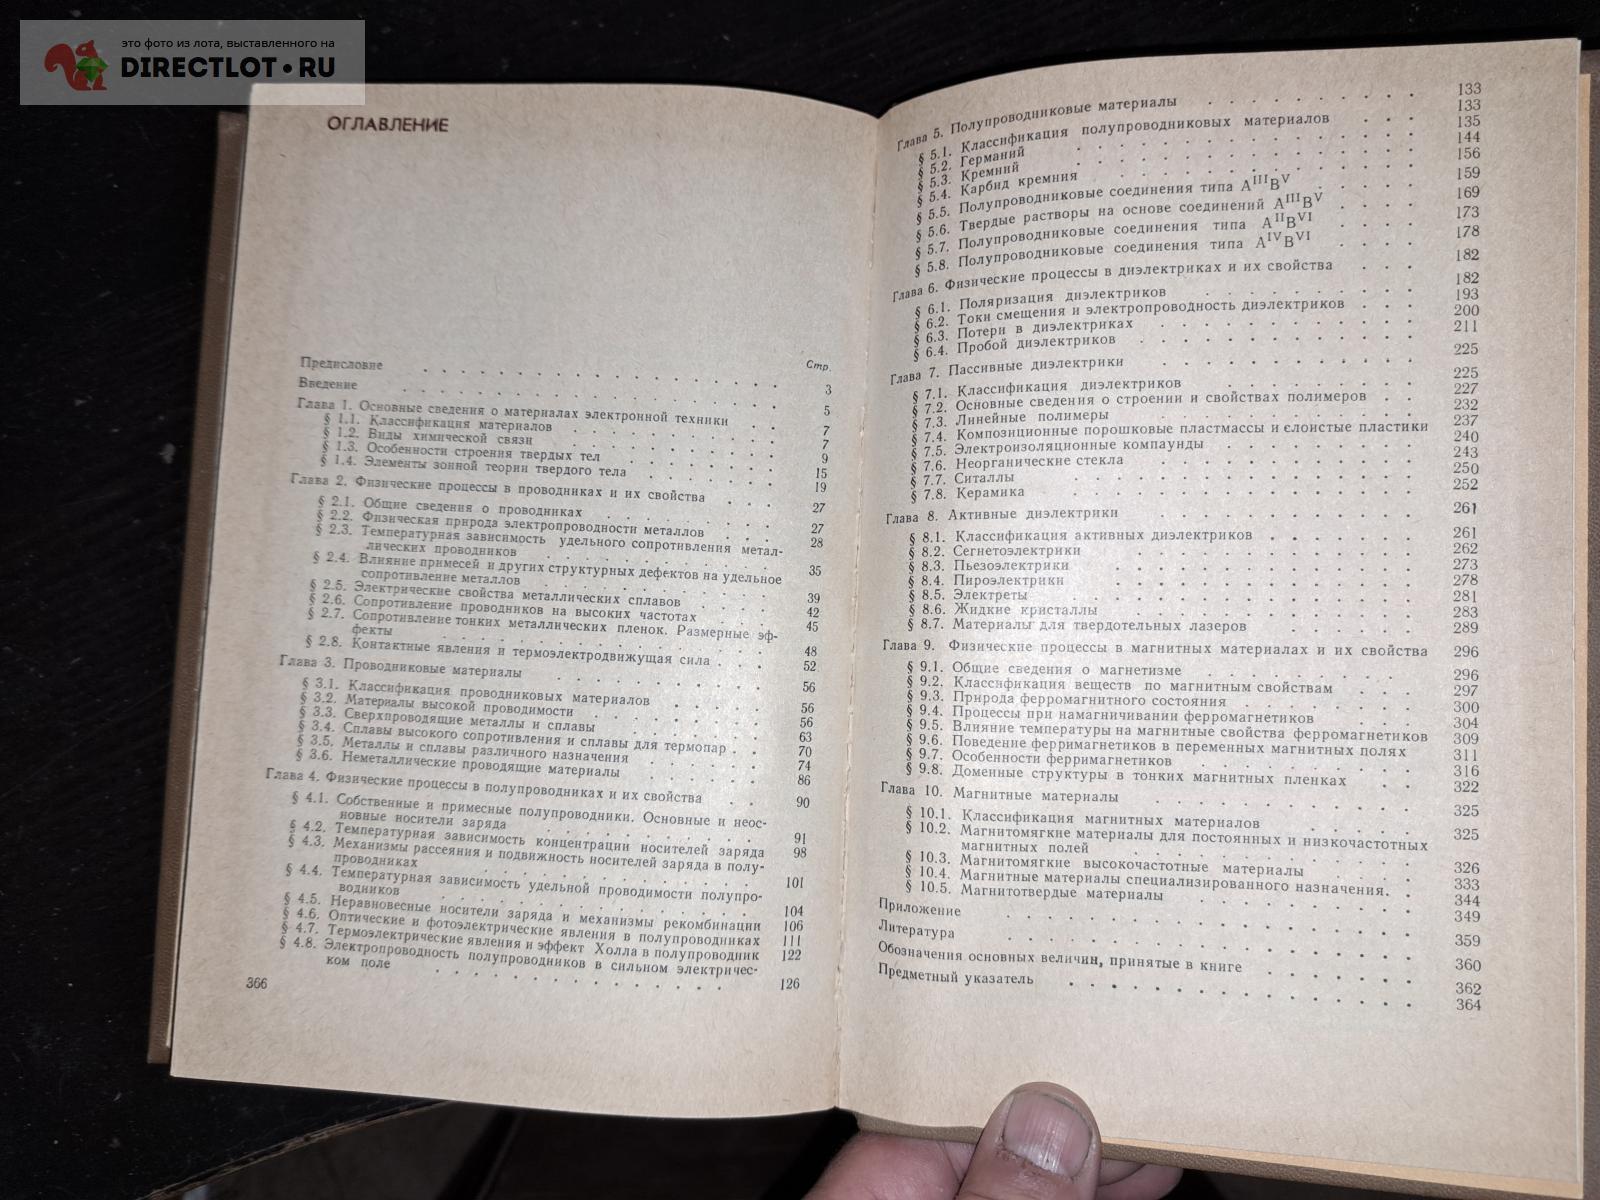 это фото из лота, выставленного на
DIRECTLOT•RU
ОГЛАВЛЕНИЕ
Стр.
Предисловие . . . 3
Введение . . . 5
Глава 1. Основные сведения о материалах электронной техники . . 7
§ 1.1. Классификация материалов . . . 7
§ 1.2. Виды химической связи . . . 9
§ 1.3. Особенности строения твердых тел . . . 15
§ 1.4. Элементы зонной теории твердого тела . . . 19
Глава 2. Физические процессы в проводниках и их свойства . . . 27
§ 2.1. Общие сведения о проводниках . . . 27
§ 2.2. Физическая природа электропроводности металлов . . . 28
§ 2.3. Температурная зависимость удельного сопротивления метал-
лических проводников . . . 35
§ 2.4. Влияние примесей и других структурных дефектов на удельное
сопротивление металлов . . . 39
§ 2.5. Электрические свойства металлических сплавов . . . 42
§ 2.6. Сопротивление проводников на высоких частотах . . . 45
§ 2.7. Сопротивление тонких металлических пленок. Размерные эф-
фекты . . . 48
§ 2.8. Контактные явления и термоэлектродвижущая сила . . . 52
Глава 3. Проводниковые материалы . . . 56
§ 3.1. Классификация проводниковых материалов . . . 56
§ 3.2. Материалы высокой проводимости . . . 56
§ 3.3. Сверхпроводящие металлы и сплавы . . . 63
§ 3.4. Сплавы высокого сопротивления и сплавы для термопар . . 70
§ 3.5. Металлы и сплавы различного назначения . . . 74
§ 3.6. Неметаллические проводящие материалы . . . 86
Глава 4. Физические процессы в полупроводниках и их свойства . . 90
§ 4.1. Собственные и примесные полупроводники. Основные и неос-
новные носители заряда . . . 91
§ 4.2. Температурная зависимость концентрации носителей заряда 98
§ 4.3. Механизмы рассеяния и подвижность носителей заряда в полу-
проводниках . . . 101
§ 4.4. Температурная зависимость удельной проводимости полупро-
водников . . . 104
§ 4.5. Неравновесные носители заряда и механизмы рекомбинации 106
§ 4.6. Оптические и фотоэлектрические явления в полупроводниках 111
§ 4.7. Термоэлектрические явления и эффект Холла в полупроводник 122
§ 4.8. Электропроводность полупроводников в сильном электричес-
ком поле . . . 126
366
Глава 5. Полупроводниковые материалы . . . 133
§ 5.1. Классификация полупроводниковых материалов . . . 133
§ 5.2. Германий . . . 135
§ 5.3. Кремний . . . 144
§ 5.4. Карбид кремния . . . 156
§ 5.5. Полупроводниковые соединения типа AIIIBV . . . 159
§ 5.6. Твердые растворы на основе соединений AIIIBV . . . 169
§ 5.7. Полупроводниковые соединения типа AIIBVI . . . 173
§ 5.8. Полупроводниковые соединения типа AIVBVI . . . 178
Глава 6. Физические процессы в диэлектриках и их свойства . . . 182
§ 6.1. Поляризация диэлектриков . . . 182
§ 6.2. Токи смещения и электропроводность диэлектриков . . . 193
§ 6.3. Потери в диэлектриках . . . 200
§ 6.4. Пробой диэлектриков . . . 211
Глава 7. Пассивные диэлектрики . . . 225
§ 7.1. Классификация диэлектриков . . . 225
§ 7.2. Основные сведения о строении и свойствах полимеров . . 227
§ 7.3. Линейные полимеры . . . 232
§ 7.4. Композиционные порошковые пластмассы и слоистые пластики 237
§ 7.5. Электроизоляционные компаунды . . . 240
§ 7.6. Неорганические стекла . . . 243
§ 7.7. Ситаллы . . . 250
§ 7.8. Керамика . . . 252
Глава 8. Активные диэлектрики . . . 261
§ 8.1. Классификация активных диэлектриков . . . 261
§ 8.2. Сегнетоэлектрики . . . 262
§ 8.3. Пьезоэлектрики . . . 273
§ 8.4. Пироэлектрики . . . 278
§ 8.5. Электреты . . . 281
§ 8.6. Жидкие кристаллы . . . 283
§ 8.7. Материалы для твердотельных лазеров . . . 289
Глава 9. Физические процессы в магнитных материалах и их свойства 296
§ 9.1. Общие сведения о магнетизме . . . 296
§ 9.2. Классификация веществ по магнитным свойствам . . . 297
§ 9.3. Природа ферромагнитного состояния . . . 300
§ 9.4. Процессы при намагничивании ферромагнетиков . . . 304
§ 9.5. Влияние температуры на магнитные свойства ферромагнетиков 309
§ 9.6. Поведение ферримагнетиков в переменных магнитных полях 311
§ 9.7. Особенности ферримагнетиков . . . 316
§ 9.8. Доменные структуры в тонких магнитных пленках . . 322
Глава 10. Магнитные материалы . . . 325
§ 10.1. Классификация магнитных материалов . . . 325
§ 10.2. Магнитомягкие материалы для постоянных и низкочастотных
магнитных полей . . . 326
§ 10.3. Магнитомягкие высокочастотные материалы . . . 333
§ 10.4. Магнитные материалы специализированного назначения. . 344
§ 10.5. Магнитотвердые материалы . . . 349
Приложение . . . 359
Литература . . . 360
Обозначения основных величин, принятые в книге . . . 362
Предметный указатель . . . 364